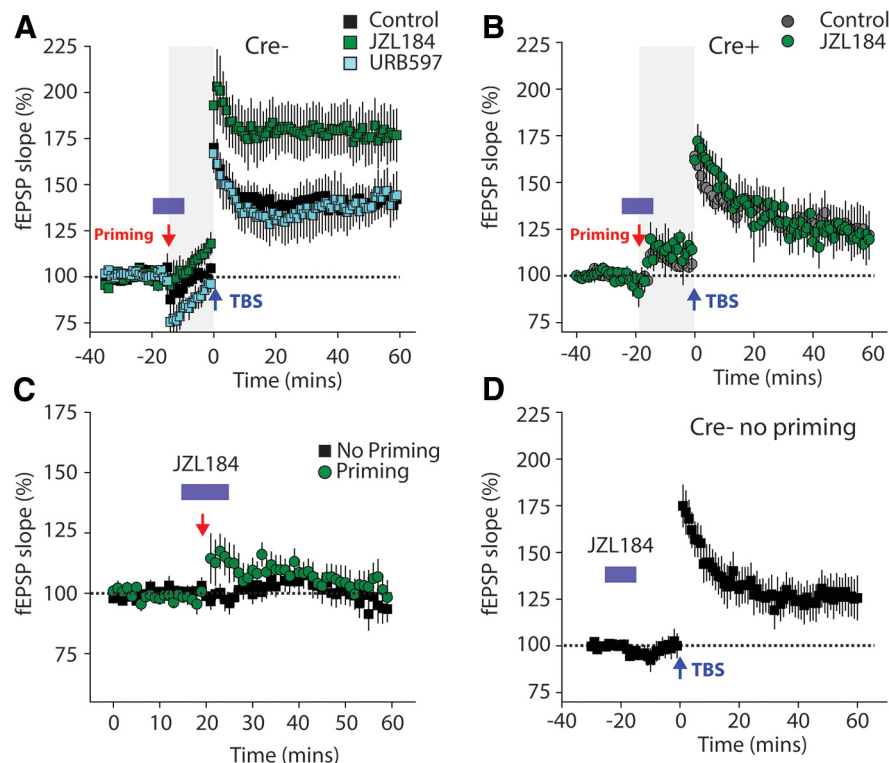 A
Cre-
Control
JZL184
URB597
225
200
175
150
125
100
75
fEPSP slope (%)
Priming
TBS
-40 -20 0 20 40 60
Time (mins)
B
Cre+
Control
JZL184
225
200
175
150
125
100
75
fEPSP slope (%)
Priming
TBS
-40 -20 0 20 40 60
Time (mins)
C
175
150
125
100
75
fEPSP slope (%)
JZL184
No Priming
Priming
0 10 20 30 40 50 60
Time (mins)
D
Cre- no priming
225
200
175
150
125
100
75
fEPSP slope (%)
JZL184
TBS
-40 -20 0 20 40 60
Time (mins)